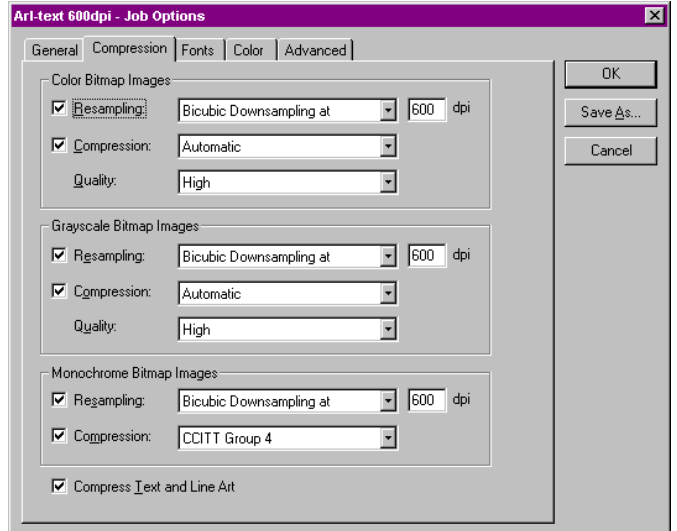 Arl-text 600dpi - Job Options
General Compression Fonts Color Advanced
OK
Save As...
Cancel
Color Bitmap Images
Resampling: Bicubic Downsampling at 600 dpi
Compression: Automatic
Quality: High
Grayscale Bitmap Images
Resampling: Bicubic Downsampling at 600 dpi
Compression: Automatic
Quality: High
Monochrome Bitmap Images
Resampling: Bicubic Downsampling at 600 dpi
Compression: CCITT Group 4
Compress Text and Line Art